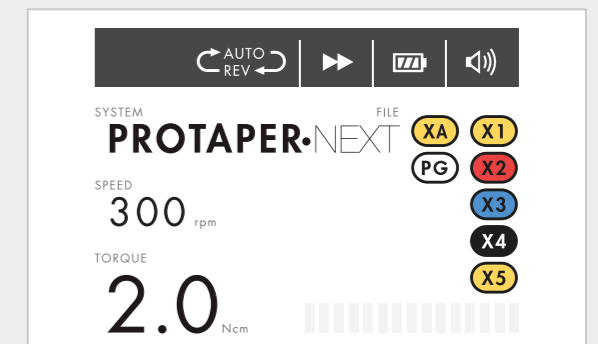 AUTO
REV
SYSTEM
FILE
PROTAPER•NEXT
XA X1
PG X2
SPEED
300 rpm
X3
X4
TORQUE
X5
2.0 Ncm